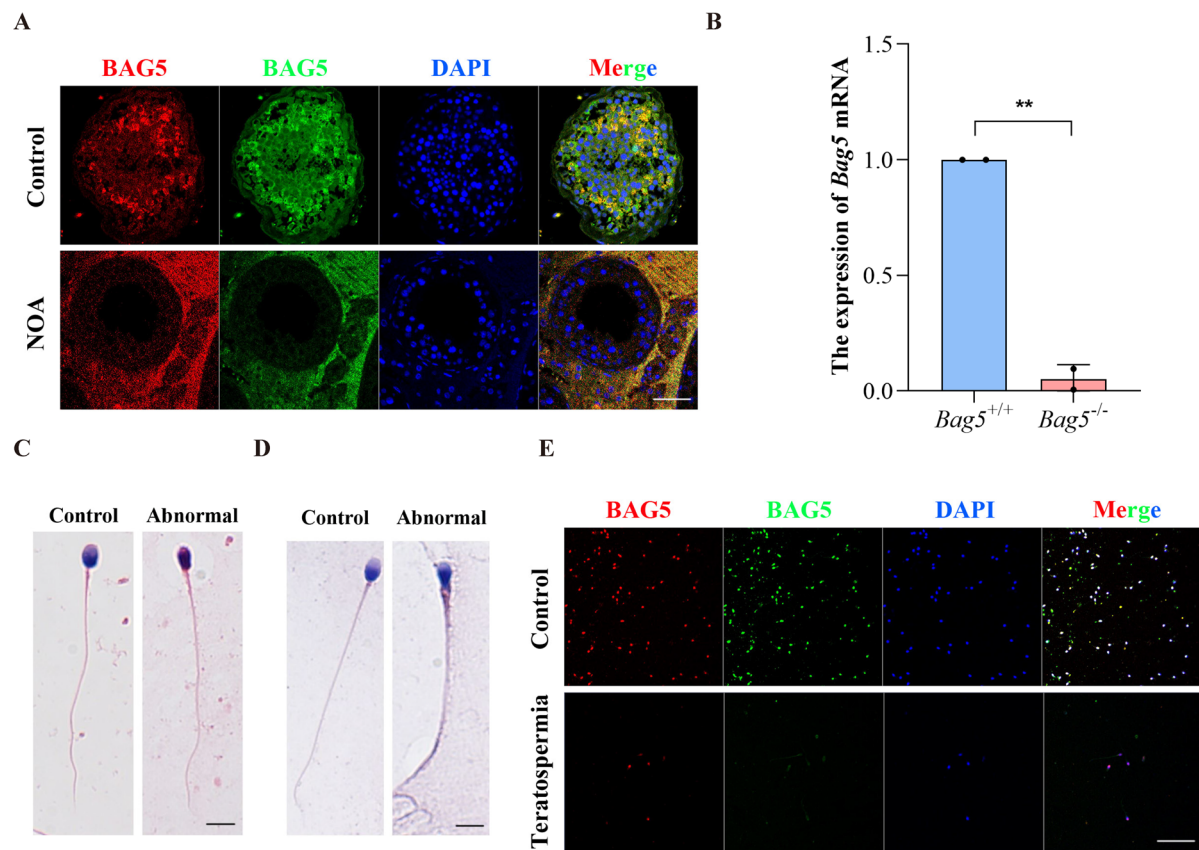 A
BAG5 BAG5 DAPI Merge
Control
NOA
B
The expression of Bag5 mRNA
1.5
1.0
0.5
0.0
**
Bag5+/+ Bag5-/-
C
Control Abnormal
D
Control Abnormal
E
BAG5 BAG5 DAPI Merge
Control
Teratospermia